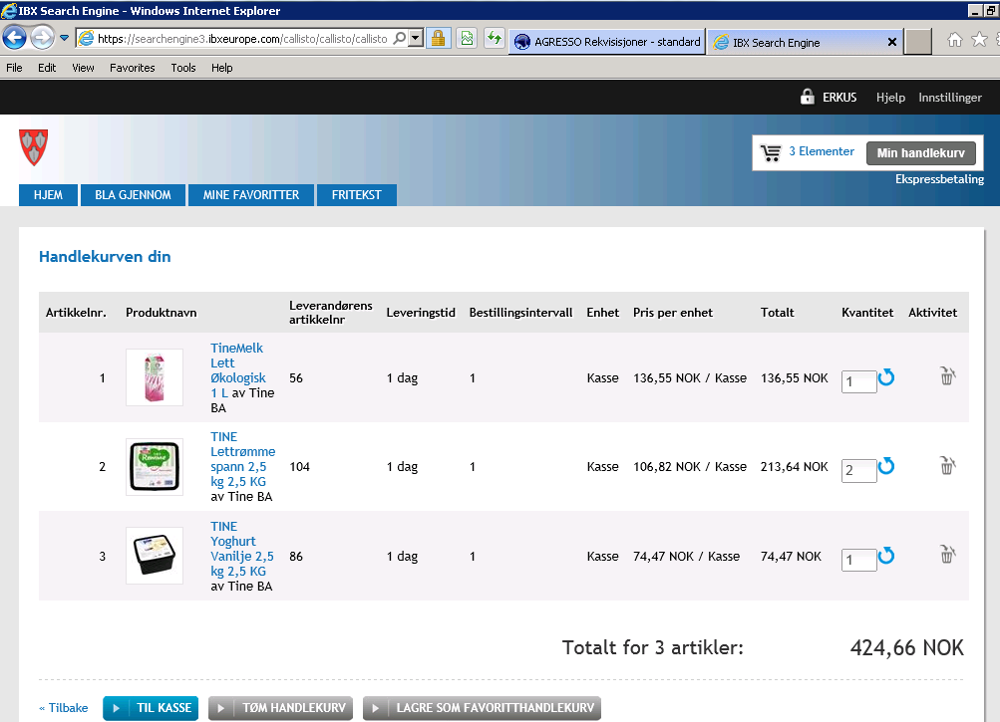 IBX Search Engine - Windows Internet Explorer
https://searchengine3.ibxeurope.com/callisto/callisto/callisto
AGRESSO Rekvisisjoner - standard
IBX Search Engine
File Edit View Favorites Tools Help
ERKUS Hjelp Innstillinger
3 Elementer Min handlekurv
Ekspressbetaling
HJEM BLA GJENNOM MINE FAVORITTER FRITEKST
Handlekurven din
Artikkelnr. Produktnavn Leverandørens artikkelnr Leveringstid Bestillingsintervall Enhet Pris per enhet Totalt Kvantitet Aktivitet
1
TineMelk
Lett
Økologisk
1 L av Tine
BA
56 1 dag 1 Kasse 136,55 NOK / Kasse 136,55 NOK 1
2
TINE
Lettrømme
spann 2,5
kg 2,5 KG
av Tine BA
104 1 dag 1 Kasse 106,82 NOK / Kasse 213,64 NOK 2
3
TINE
Yoghurt
Vanilje 2,5
kg 2,5 KG
av Tine BA
86 1 dag 1 Kasse 74,47 NOK / Kasse 74,47 NOK 1
Totalt for 3 artikler: 424,66 NOK
« Tilbake TIL KASSE TØM HANDLEKURV LAGRE SOM FAVORITTHANDLEKURV